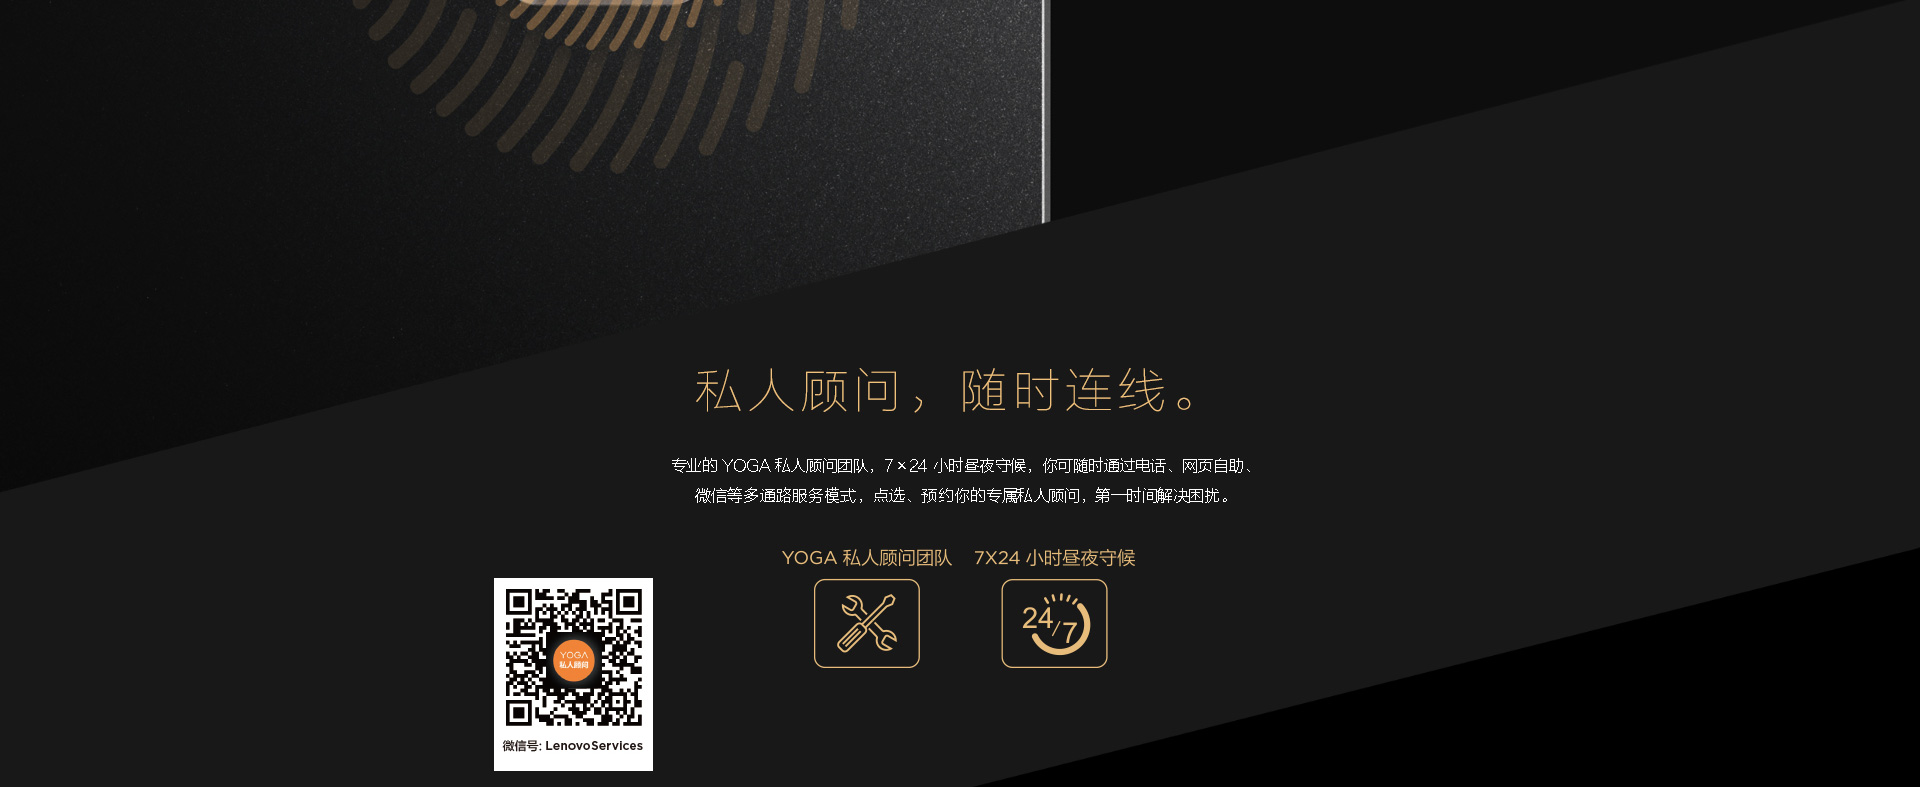 私人顾问，随时连线。
专业的 YOGA 私人顾问团队，7×24 小时昼夜守候，你可随时通过电话、网页自助、
微信等多通路服务模式，点选、预约你的专属私人顾问，第一时间解决困扰。
YOGA 私人顾问团队 7X24 小时昼夜守候
24/7
YOGA
私人顾问
微信号: LenovoServices